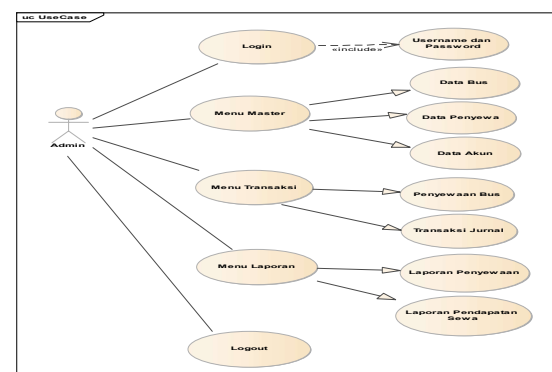 uc UseCase
Login
«include»
Username dan
Password
Data Bus
Menu Master
Data Penyewa
Admin
Data Akun
Menu Transaksi
Penyewaan Bus
Transaksi Jurnal
Menu Laporan
Laporan Penyewaan
Laporan Pendapatan
Sewa
Logout